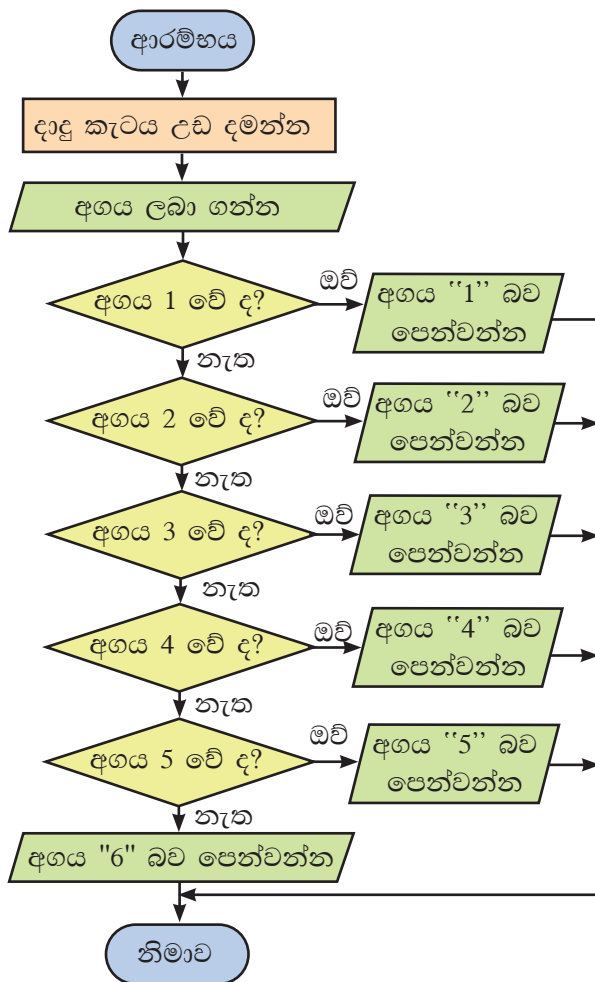 ආරම්භය
දාදු කැටය උඩ දමන්න
අගය ලබා ගන්න
අගය 1 වේ ද?
ඔව්
අගය “1” බව
පෙන්වන්න
නැත
අගය 2 වේ ද?
ඔව්
අගය “2” බව
පෙන්වන්න
නැත
අගය 3 වේ ද?
ඔව්
අගය “3” බව
පෙන්වන්න
නැත
අගය 4 වේ ද?
ඔව්
අගය “4” බව
පෙන්වන්න
නැත
අගය 5 වේ ද?
ඔව්
අගය “5” බව
පෙන්වන්න
නැත
අගය "6" බව පෙන්වන්න
නිමාව